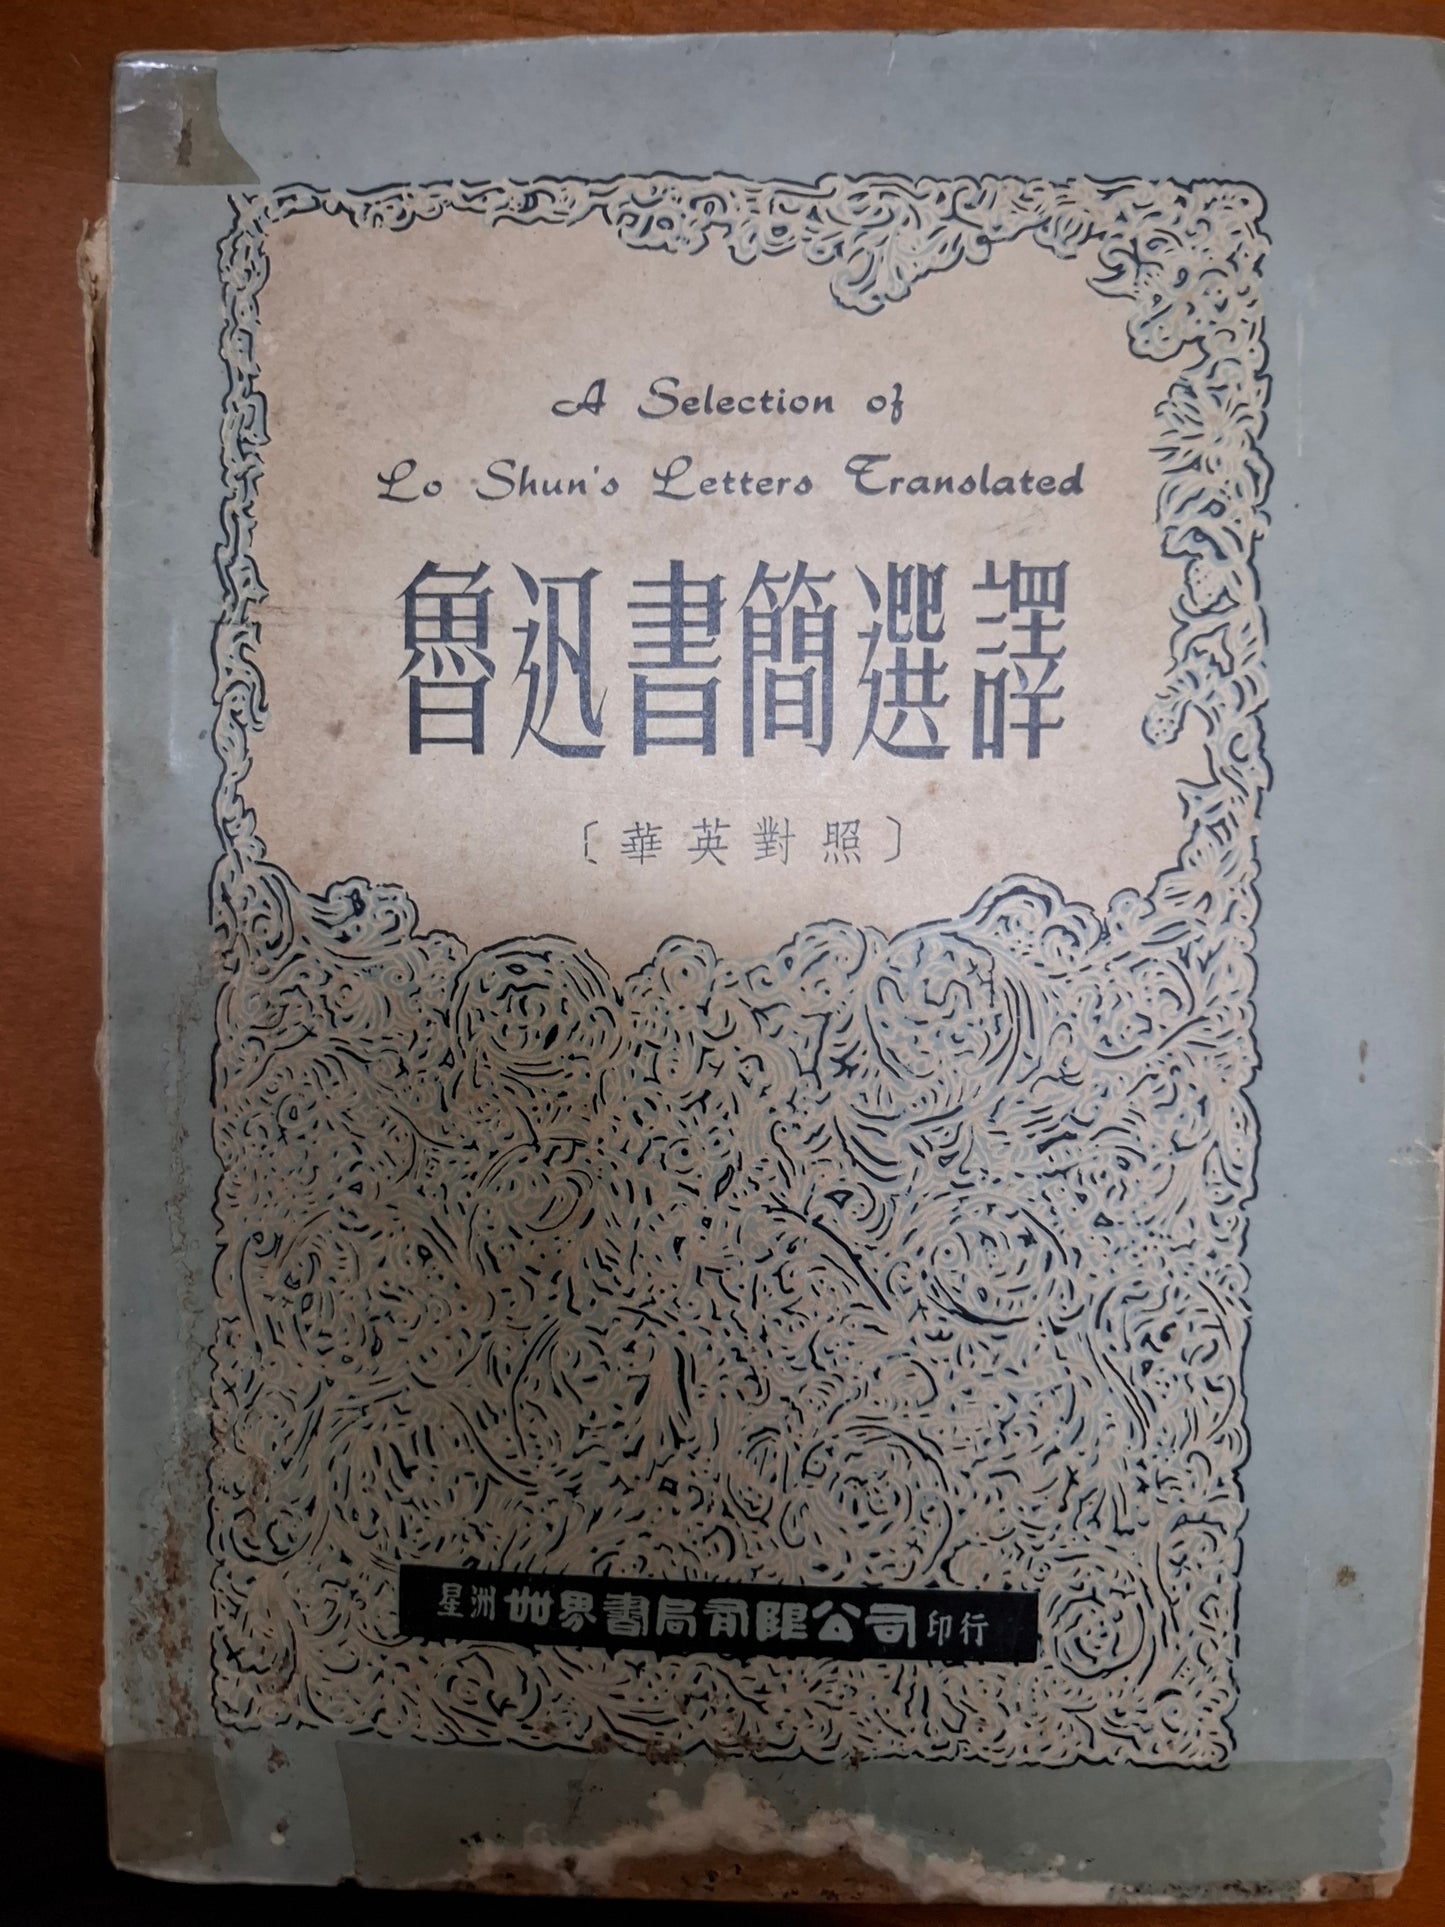 A Selection of
Lo Shun's Letters Translated
魯迅書簡選譯
〔華英對照〕
星洲世界書局有限公司印行